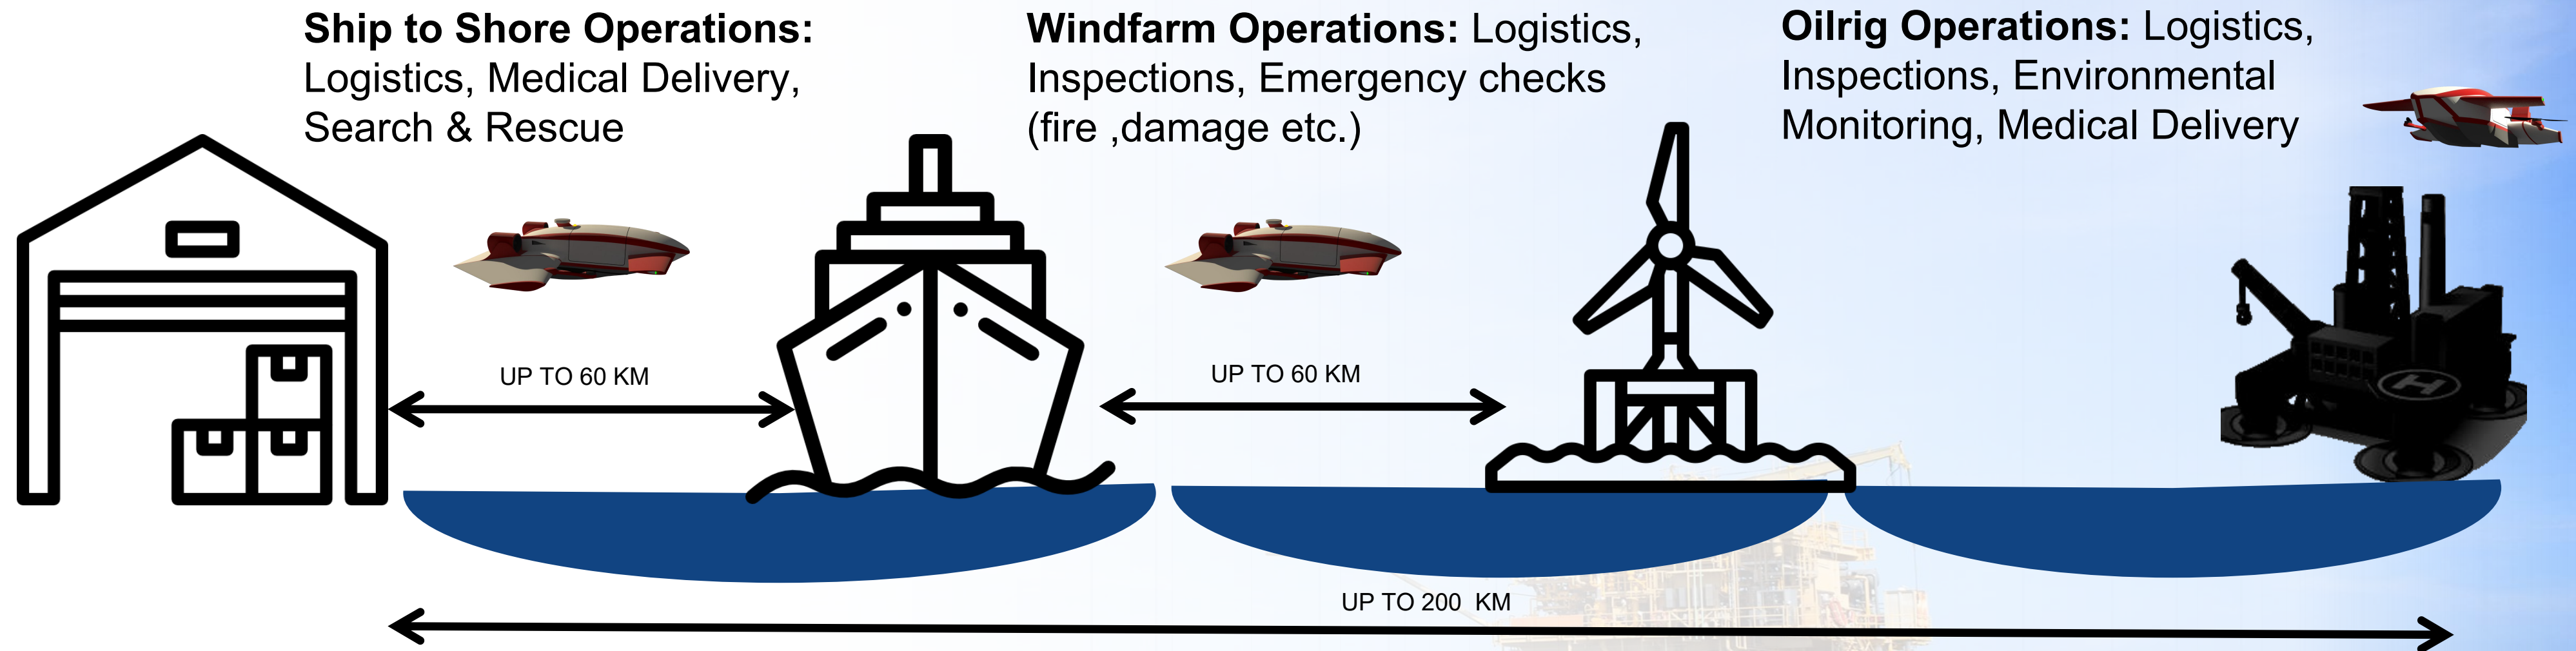 Ship to Shore Operations:
Logistics, Medical Delivery,
Search & Rescue
Windfarm Operations: Logistics,
Inspections, Emergency checks
(fire ,damage etc.)
Oilrig Operations: Logistics,
Inspections, Environmental
Monitoring, Medical Delivery
UP TO 60 KM
UP TO 60 KM
H
UP TO 200 KM